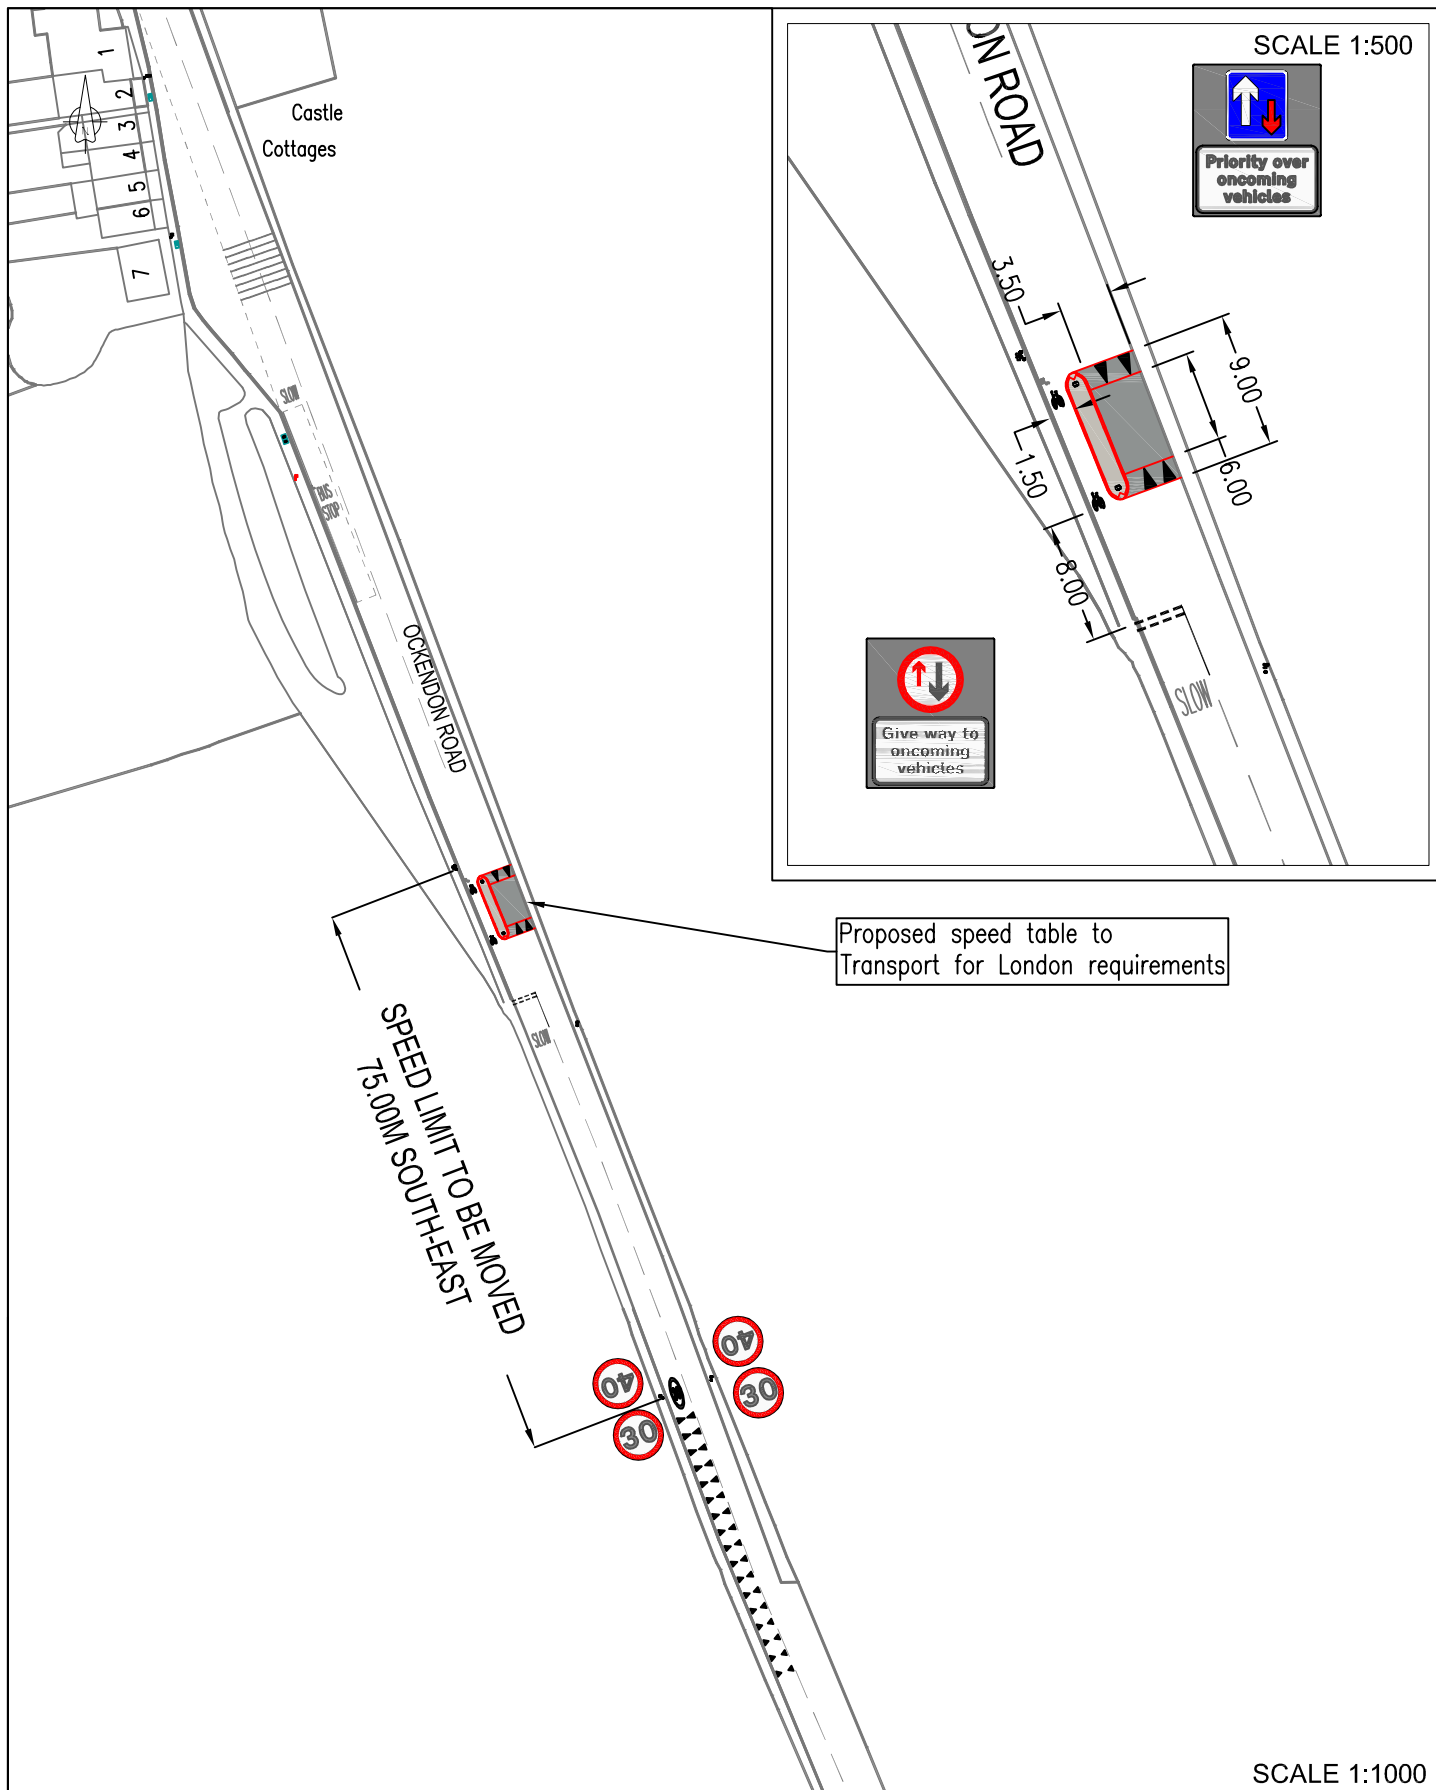 1
2
3
4
5
6
7
Castle
Cottages
SLOW
BUS
STOP
OCKENDON ROAD
SLOW
SPEED LIMIT TO BE MOVED
75.00M SOUTH-EAST
40
30
40
30
Proposed speed table to
Transport for London requirements
SCALE 1:1000
SCALE 1:500
ON ROAD
Priority over
oncoming
vehicles
3.50
9.00
6.00
1.50
8.00
SLOW
Give way to
oncoming
vehicles